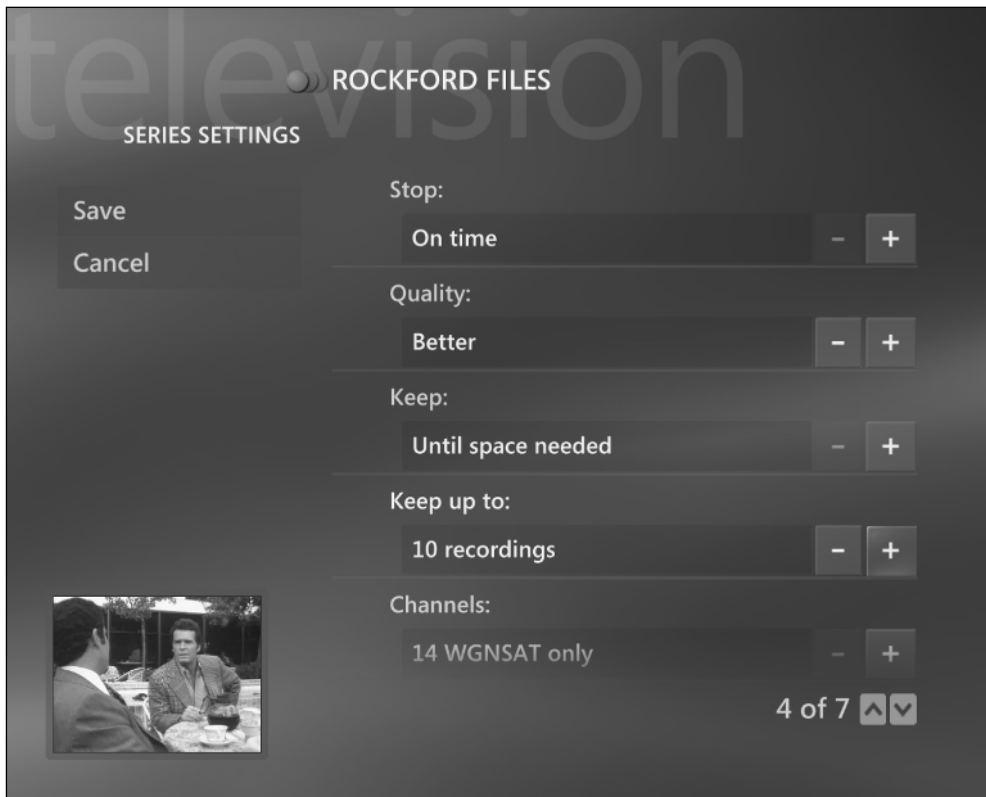 television
ROCKFORD FILES
SERIES SETTINGS
Save
Cancel
Stop:
On time - +
Quality:
Better - +
Keep:
Until space needed - +
Keep up to:
10 recordings - +
Channels:
14 WGNSAT only - +
4 of 7